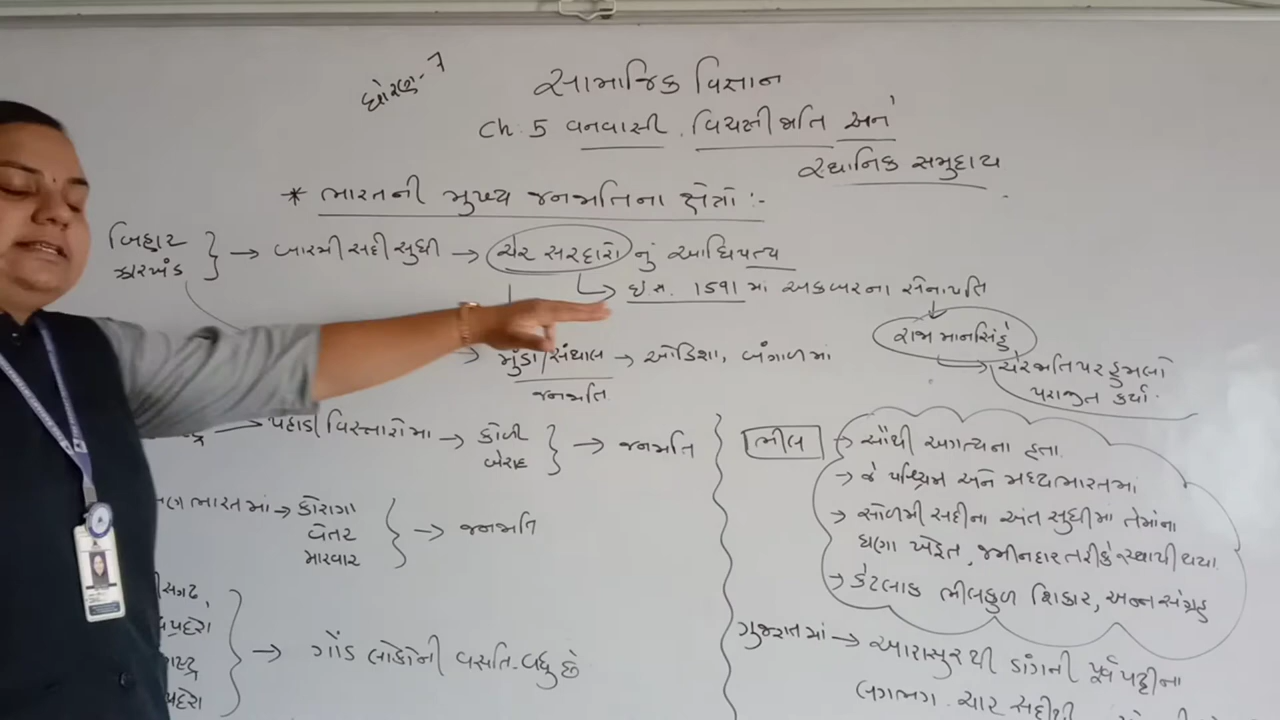 ધોરણ - 7
સામાજિક વિજ્ઞાન
Ch. 5 વનવાસી, વિચરતી જાતિ અને
સ્થાનિક સમુદાય
* ભારતની મુખ્ય જનજાતિના ક્ષેત્રો :-
બિહાર
ઝારખંડ } → બારમી સદી સુધી → ચેર સરદારો નું આધિપત્ય
→ ઈ.સ. 1591 માં અકબરના સેનાપતિ
રાજા માનસિંહે
→ ચેર જાતિ પર હુમલો
પરાજીત કર્યા.
→ મુંડા/સંથાલ → ઓડિશા, બંગાળમાં
જનજાતિ
→ પહાડી વિસ્તારોમાં → કોળી
બેરાદ } → જનજાતિ
ભારતમાં → કોરાગા
વેતર
મારવાર } → જનજાતિ
→ ગોંડ લોકોની વસતિ વધુ છે
ભીલ → સૌથી અગત્યના હતા.
→ જે પશ્ચિમ અને મધ્ય ભારતમાં
→ સોળમી સદીના અંત સુધીમાં તેમાંના
ઘણા ખેડૂત, જમીનદાર તરીકે સ્થાયી થયા.
→ કેટલાક ભીલકુળ શિકાર, અન્ન સંગ્રહ
ગુજરાતમાં → આરાસુરથી ડાંગની પૂર્વ પટ્ટીના
લગભગ ચાર સદીથી